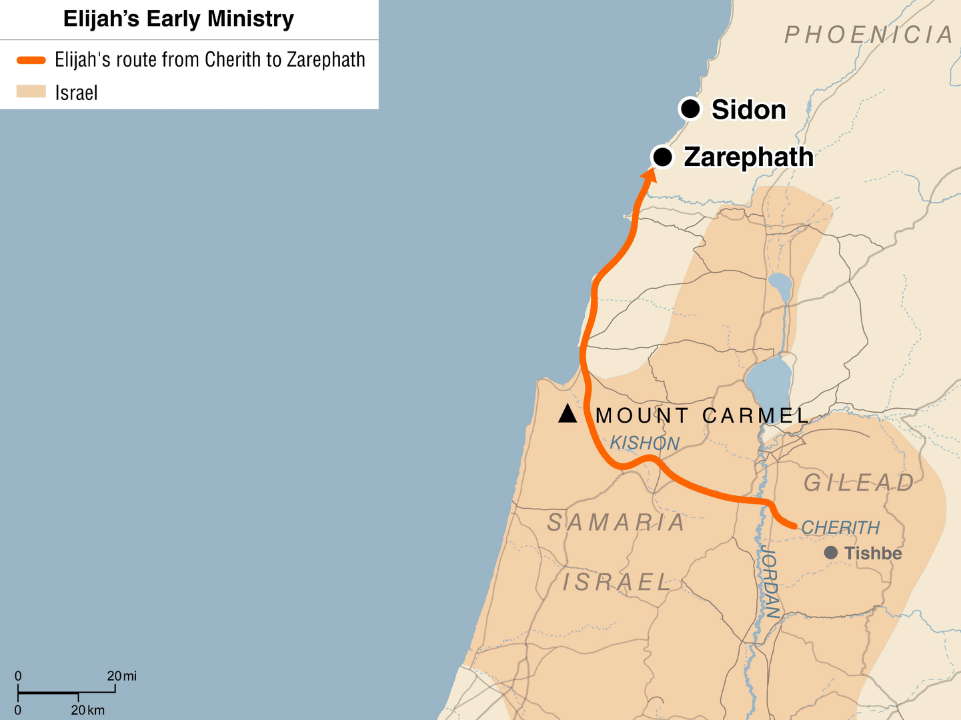 Elijah’s Early Ministry
Elijah's route from Cherith to Zarephath
Israel
PHOENICIA
Sidon
Zarephath
MOUNT CARMEL
KISHON
GILEAD
SAMARIA
CHERITH
Tishbe
JORDAN
ISRAEL
0 20 mi
0 20 km